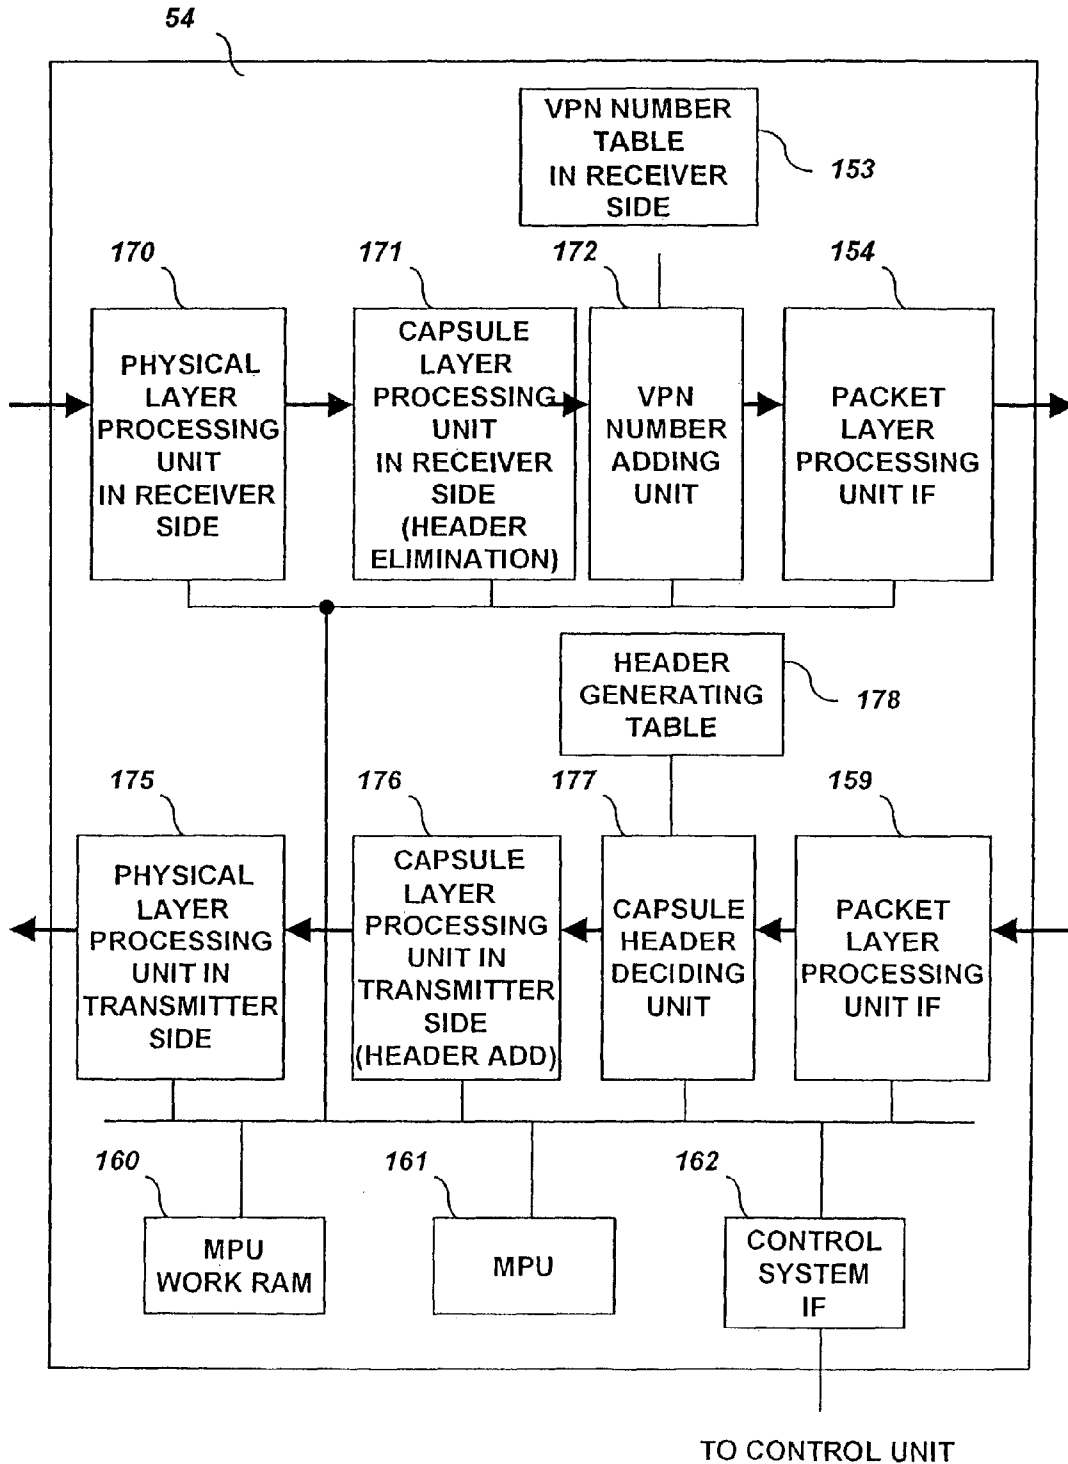 54
VPN NUMBER
TABLE
IN RECEIVER
SIDE
153
170
171
172
154
PHYSICAL
LAYER
PROCESSING
UNIT
IN RECEIVER
SIDE
CAPSULE
LAYER
PROCESSING
UNIT
IN RECEIVER
SIDE
(HEADER
ELIMINATION)
VPN
NUMBER
ADDING
UNIT
PACKET
LAYER
PROCESSING
UNIT IF
HEADER
GENERATING
TABLE
178
175
176
177
159
PHYSICAL
LAYER
PROCESSING
UNIT IN
TRANSMITTER
SIDE
CAPSULE
LAYER
PROCESSING
UNIT IN
TRANSMITTER
SIDE
(HEADER ADD)
CAPSULE
HEADER
DECIDING
UNIT
PACKET
LAYER
PROCESSING
UNIT IF
160
161
162
MPU
WORK RAM
MPU
CONTROL
SYSTEM
IF
TO CONTROL UNIT